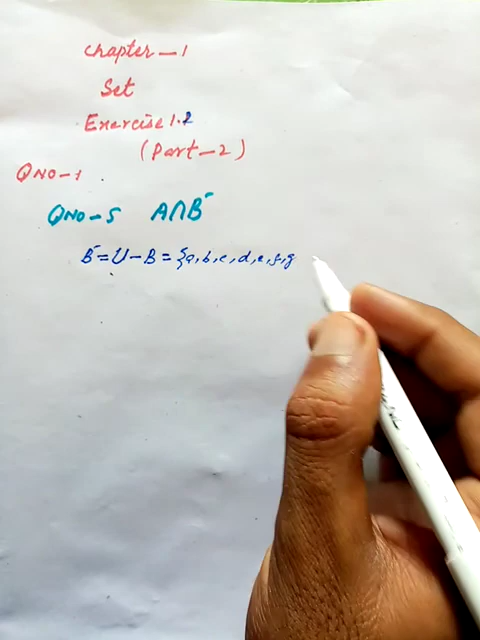 Chapter-1
Set
Exercise 1.2
(Part-2)
QNO-1
QNO-5 A∩B̄
B̄=U-B={a,b,c,d,e,f,g